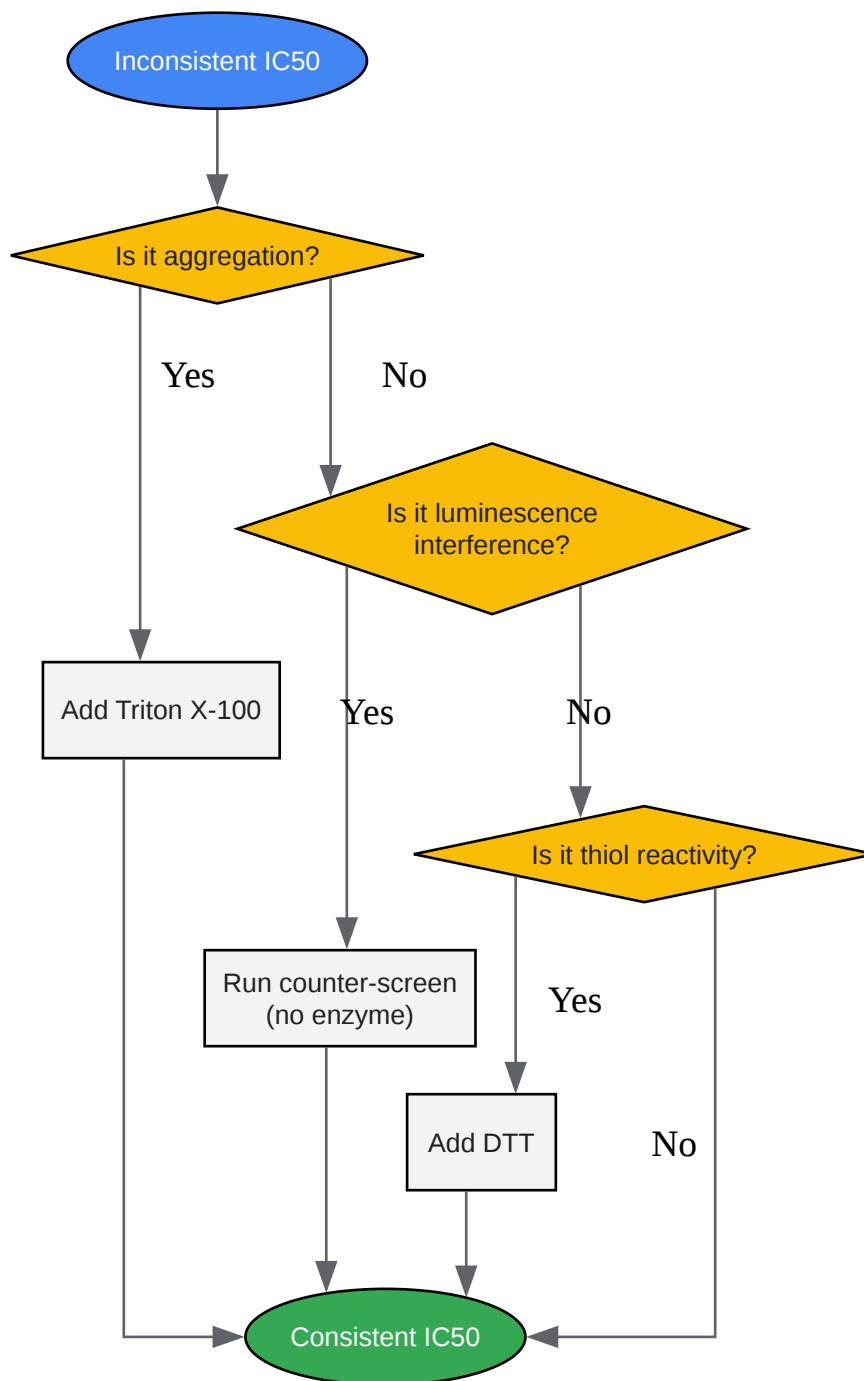 Inconsistent IC50
Is it aggregation?
Yes
No
Is it luminescence
interference?
Add Triton X-100
Yes
No
Is it thiol reactivity?
Run counter-screen
(no enzyme)
Yes
Add DTT
No
Consistent IC50